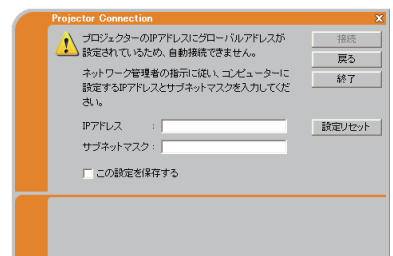 Projector Connection
プロジェクターのIPアドレスにグローバルアドレスが
設定されているため、自動接続できません。
ネットワーク管理者の指示に従い、コンピューターに
設定するIPアドレスとサブネットマスクを入力してくだ
さい。
接続
戻る
終了
IPアドレス :
設定リセット
サブネットマスク :
この設定を保存する